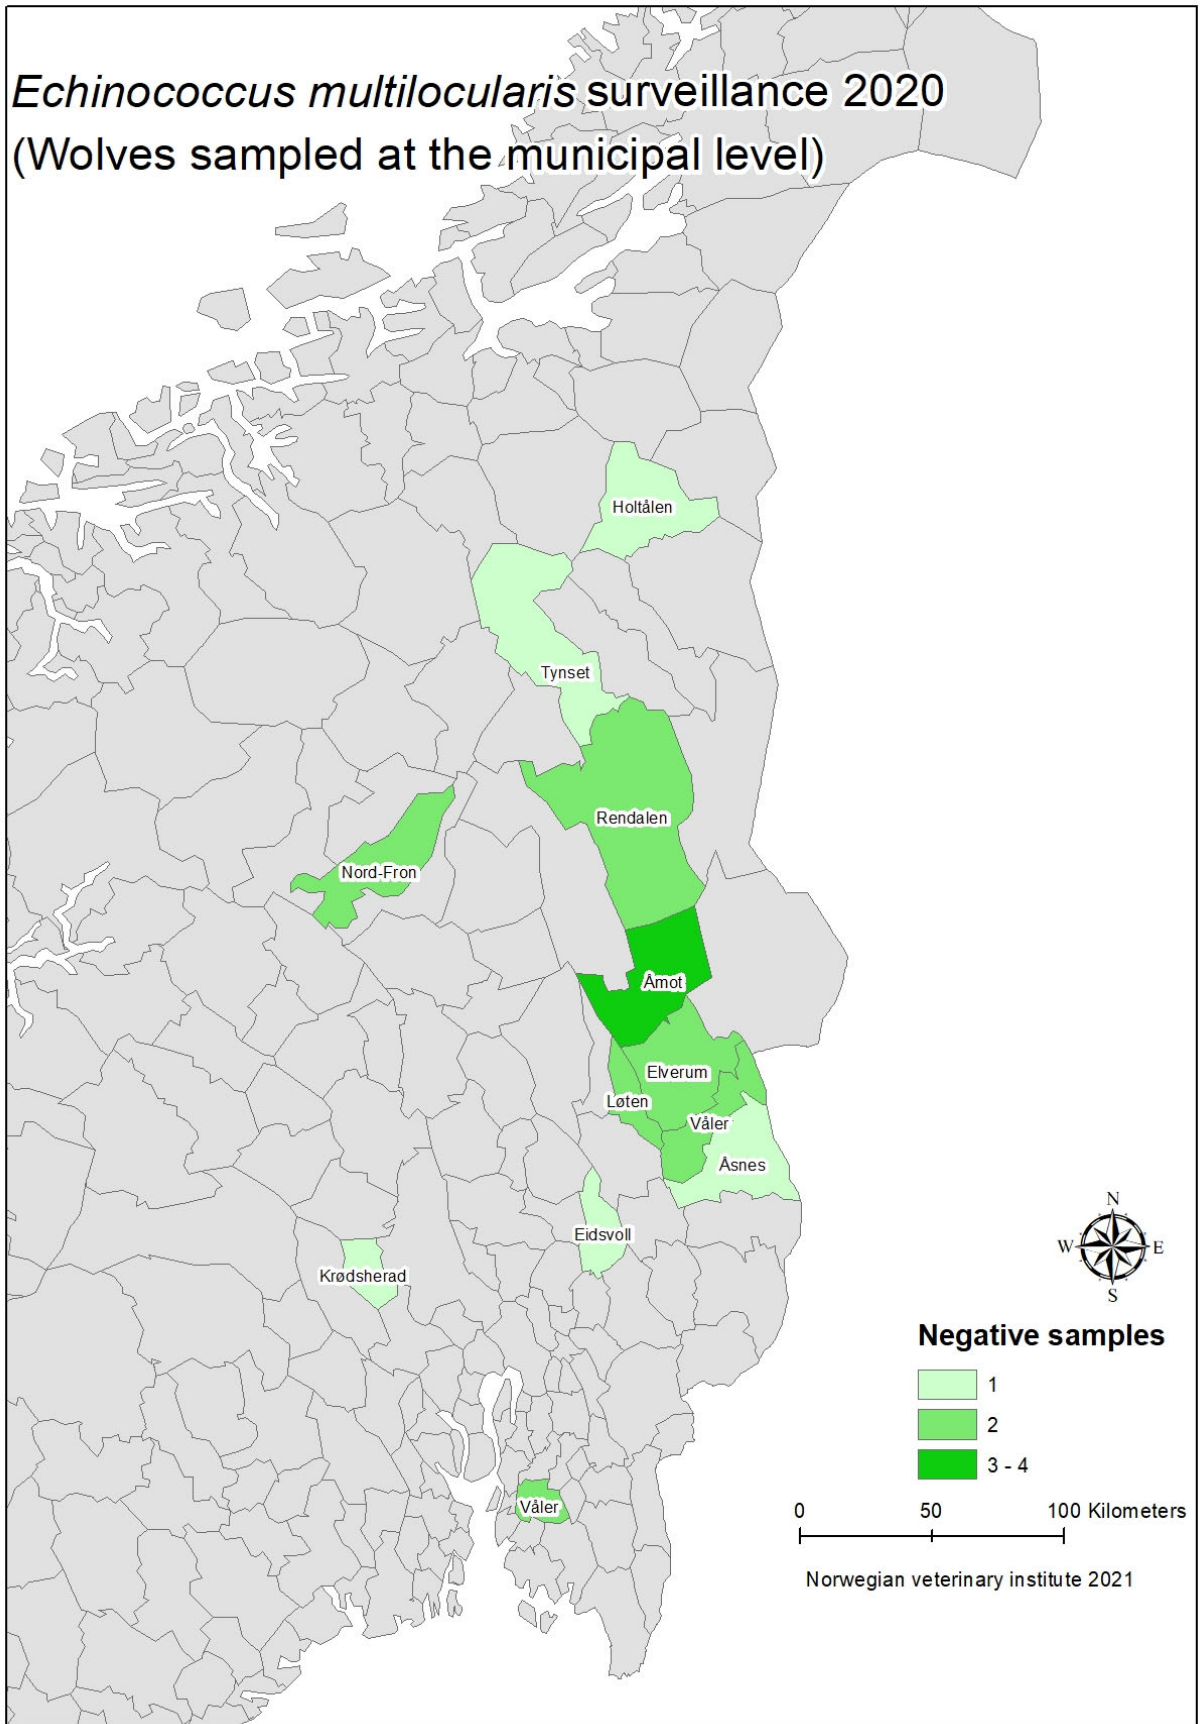 Echinococcus multilocularis surveillance 2020
(Wolves sampled at the municipal level)
Holtålen
Tynset
Rendalen
Nord-Fron
Åmot
Elverum
Løten
Våler
Åsnes
Eidsvoll
Krødsherad
Våler
N
W
E
S
Negative samples
1
2
3 - 4
0 50 100 Kilometers
Norwegian veterinary institute 2021